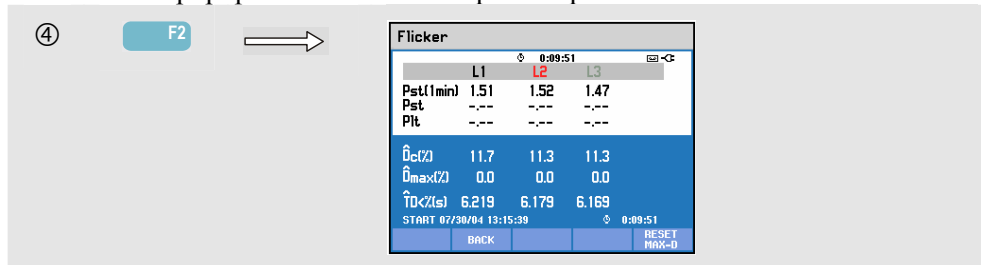 ④ F2
Flicker
0:09:51
L1 L2 L3
Pst(1min) 1.51 1.52 1.47
Pst -.-- -.-- -.--
Plt -.-- -.-- -.--
D̂c(%) 11.7 11.3 11.3
D̂max(%) 0.0 0.0 0.0
T̂D<%(s) 6.219 6.179 6.169
START 07/30/04 13:15:39 0:09:51
BACK RESET
MAX-D